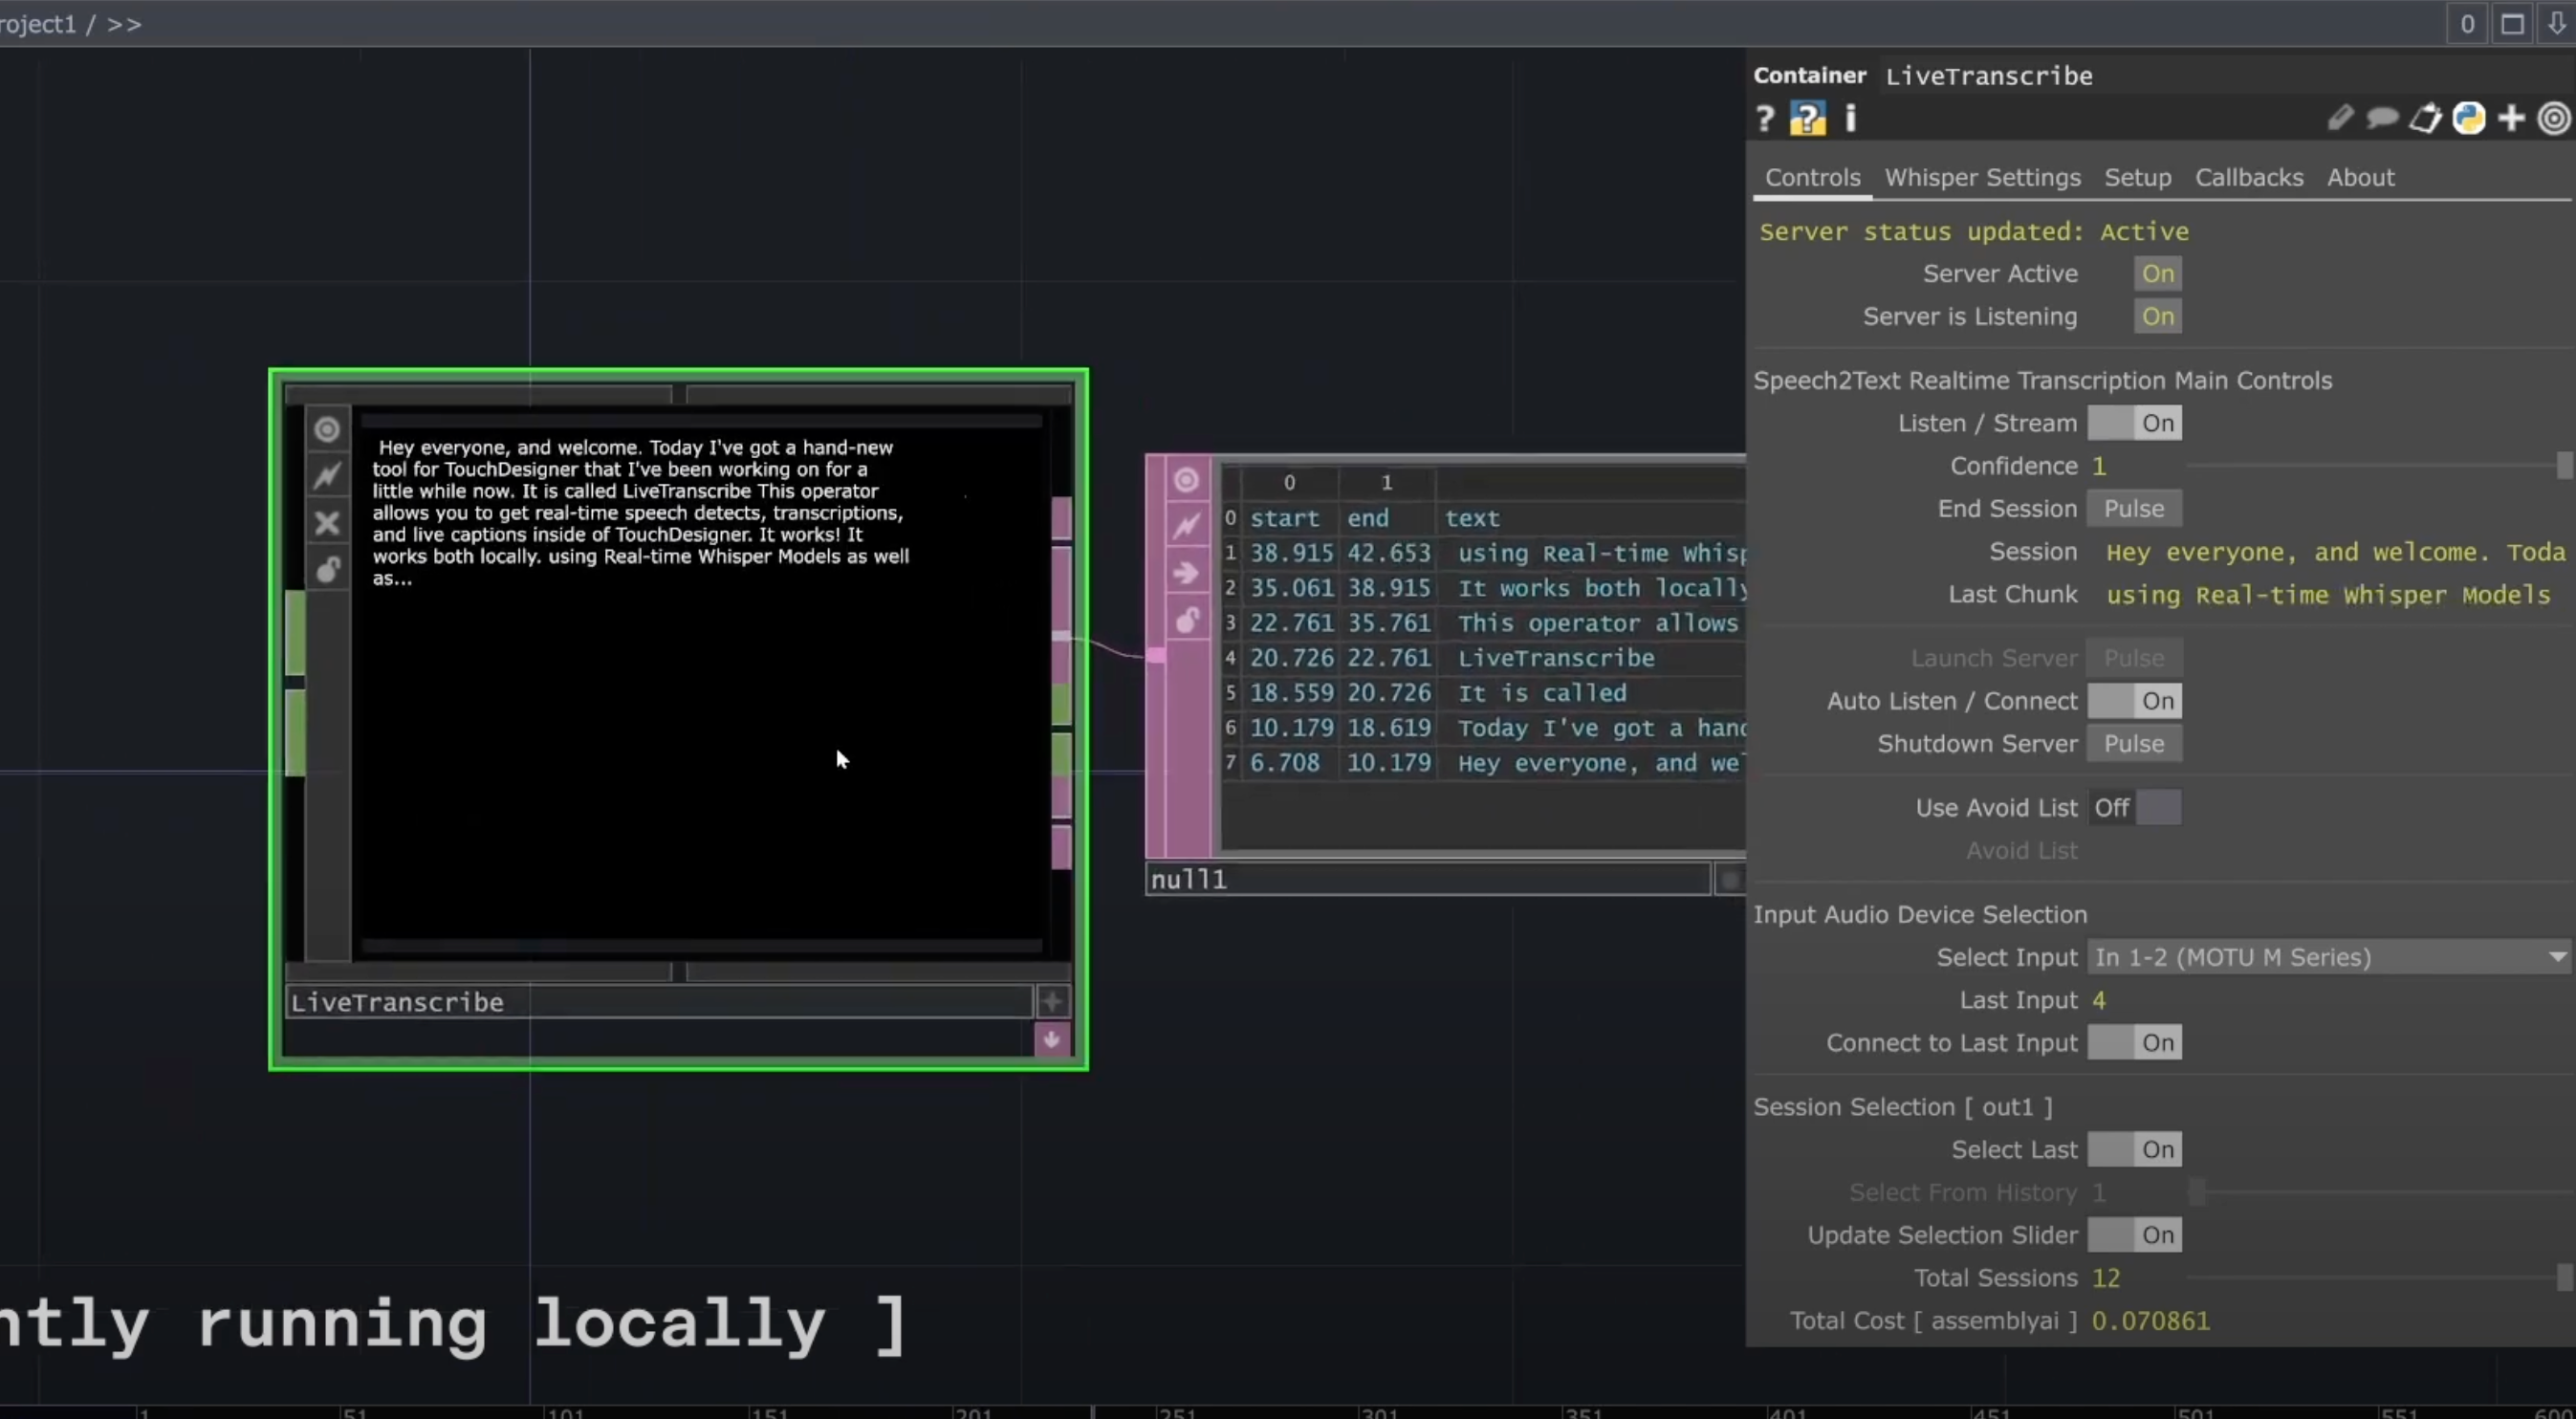 roject1 / >>
0
Container LiveTranscribe
? ? i
Controls Whisper Settings Setup Callbacks About
Server status updated: Active
Server Active On
Server is Listening On
Speech2Text Realtime Transcription Main Controls
Listen / Stream On
Confidence 1
End Session Pulse
Session Hey everyone, and welcome. Toda
Last Chunk using Real-time Whisper Models
Launch Server Pulse
Auto Listen / Connect On
Shutdown Server Pulse
Use Avoid List Off
Avoid List
Input Audio Device Selection
Select Input In 1-2 (MOTU M Series)
Last Input 4
Connect to Last Input On
Session Selection [ out1 ]
Select Last On
Select From History 1
Update Selection Slider On
Total Sessions 12
Total Cost [ assemblyai ] 0.070861
Hey everyone, and welcome. Today I've got a hand-new
tool for TouchDesigner that I've been working on for a
little while now. It is called LiveTranscribe This operator
allows you to get real-time speech detects, transcriptions,
and live captions inside of TouchDesigner. It works! It
works both locally. using Real-time Whisper Models as well
as...
LiveTranscribe
0 1
0 start end text
1 38.915 42.653 using Real-time Whisp
2 35.061 38.915 It works both locally
3 22.761 35.761 This operator allows
4 20.726 22.761 LiveTranscribe
5 18.559 20.726 It is called
6 10.179 18.619 Today I've got a hand
7 6.708 10.179 Hey everyone, and wel
null1
ntly running locally ]
1 51 101 151 201 251 301 351 401 451 501 551 600